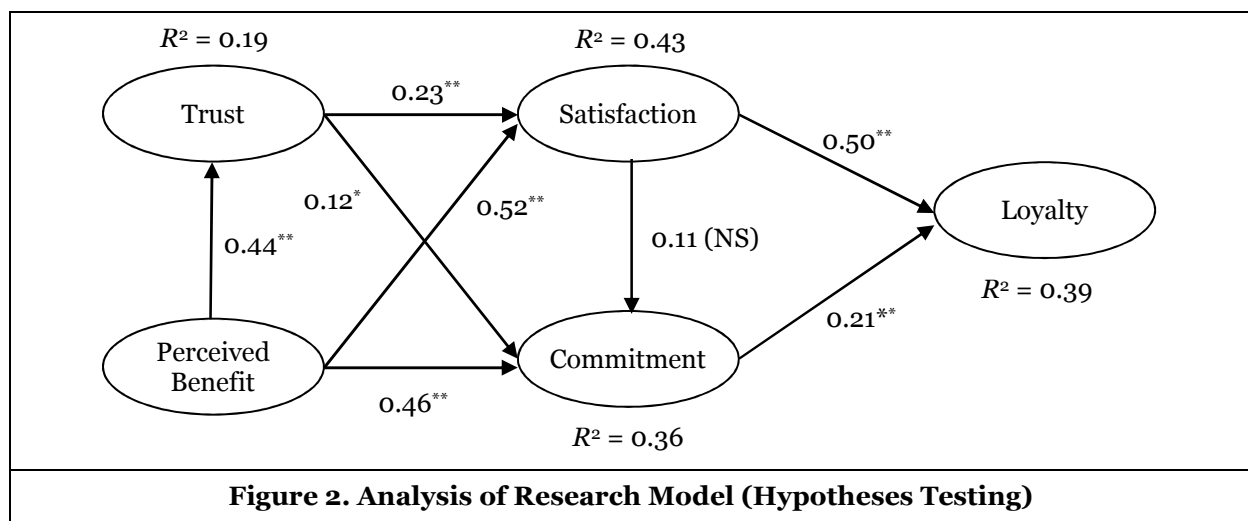 R² = 0.19
R² = 0.43
Trust
0.23**
Satisfaction
0.50**
0.12*
0.52**
Loyalty
0.44**
0.11 (NS)
R² = 0.39
0.21**
Perceived
Benefit
Commitment
0.46**
R² = 0.36
Figure 2. Analysis of Research Model (Hypotheses Testing)